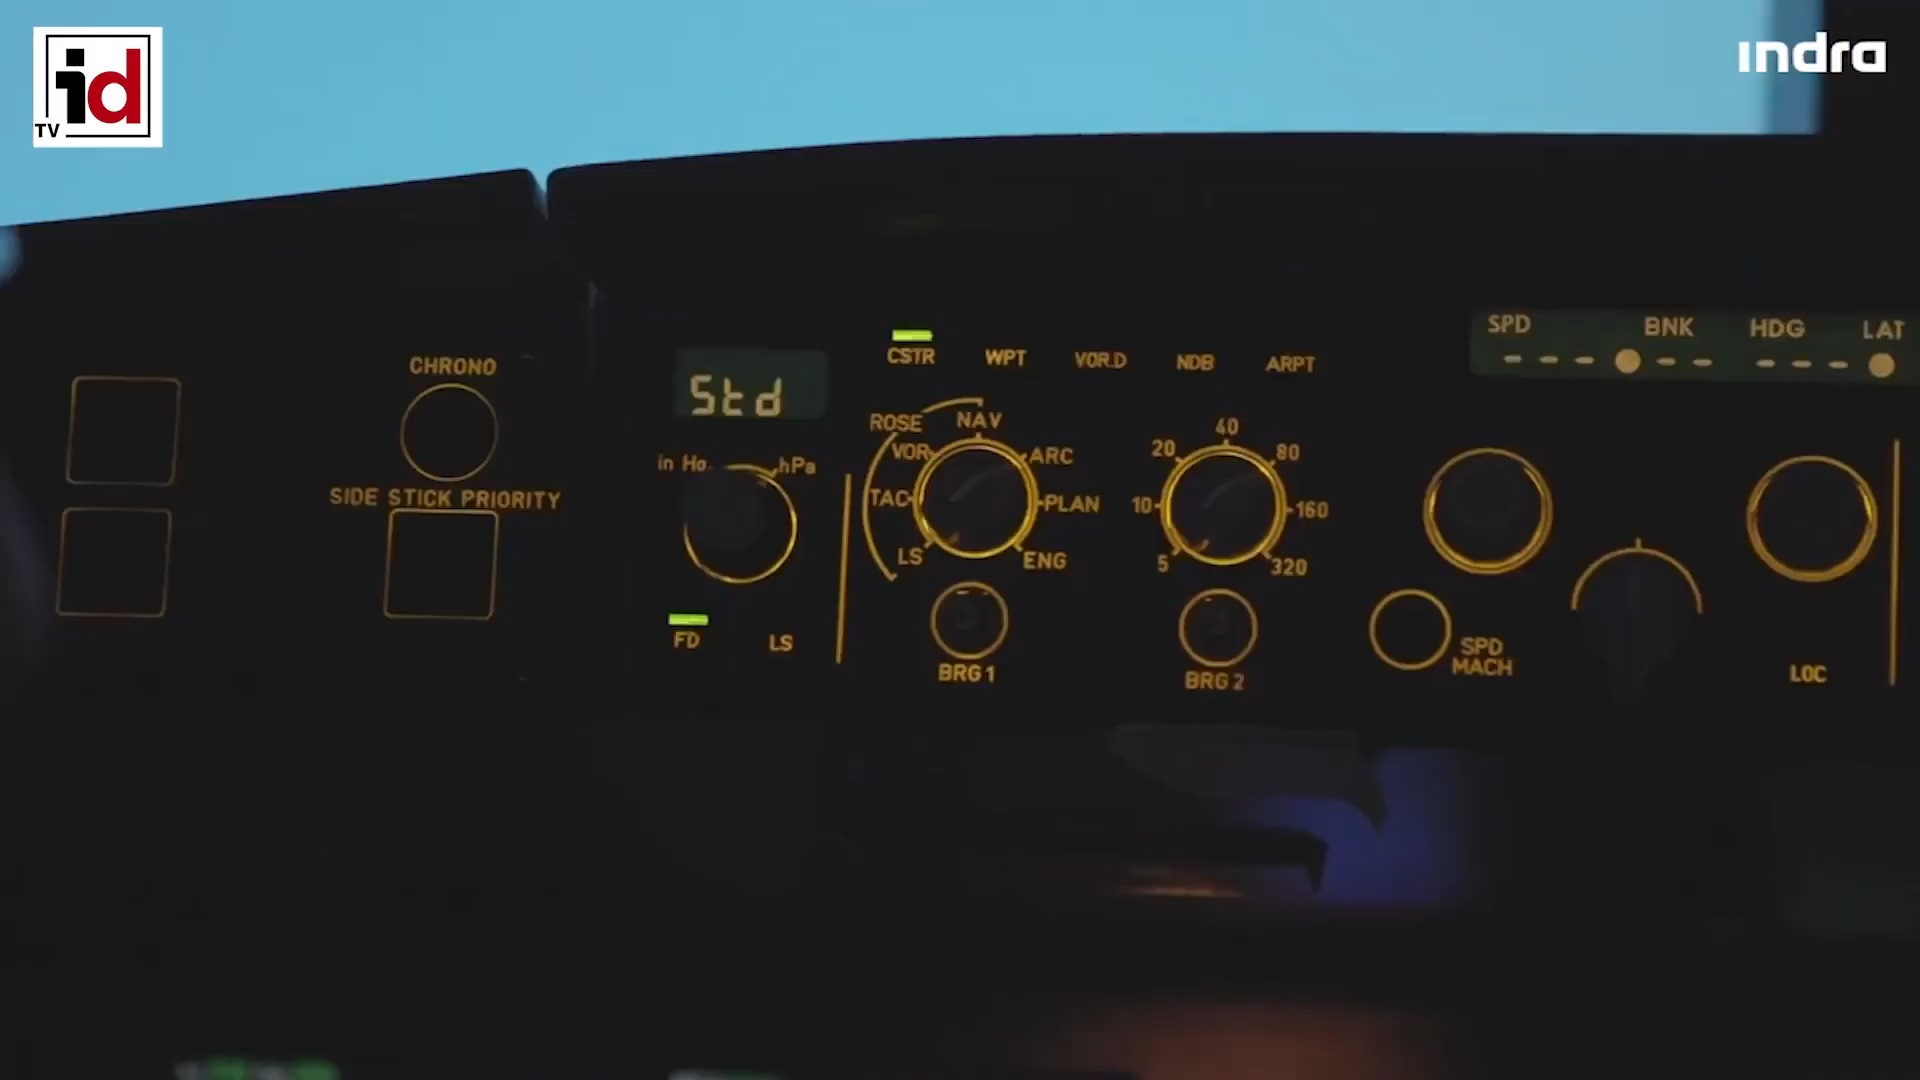 id
TV
indra
SPD BNK HDG LAT
CSTR WPT VOR.D NDB ARPT
CHRONO
Std
ROSE NAV
VOR ARC
TAC PLAN
LS ENG
in Hg hPa
20 40 80
10 160
5 320
SIDE STICK PRIORITY
FD LS
BRG 1
BRG 2
SPD
MACH
LOC